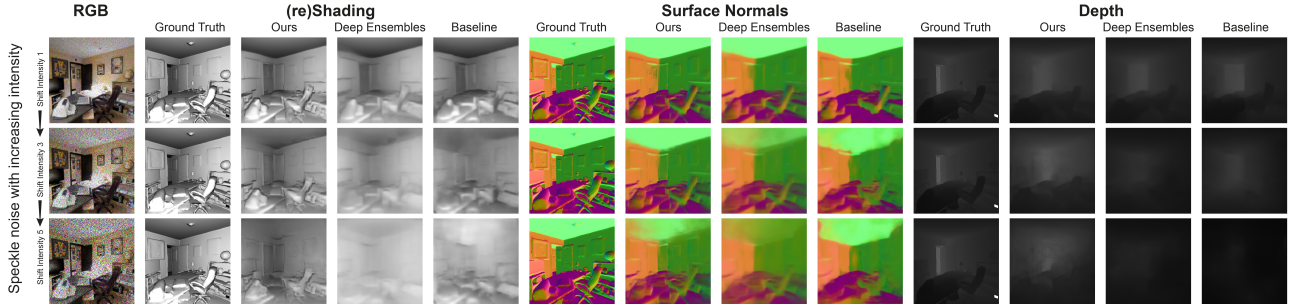 RGB (re)Shading Surface Normals Depth
Ground Truth Ours Deep Ensembles Baseline Ground Truth Ours Deep Ensembles Baseline Ground Truth Ours Deep Ensembles Baseline
Speckle noise with increasing intensity
Shift Intensity 1
Shift Intensity 3
Shift Intensity 5